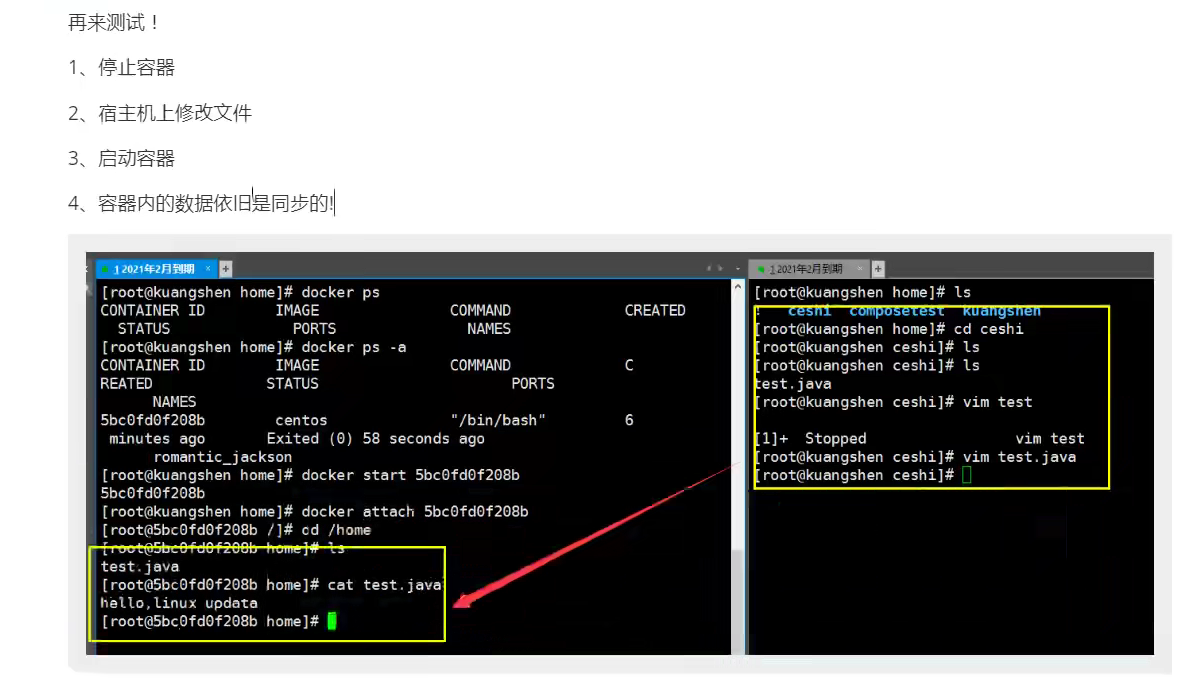 再来测试！
1、停止容器
2、宿主机上修改文件
3、启动容器
4、容器内的数据依旧是同步的!
1 2021年2月到期 × +
[root@kuangshen home]# docker ps
CONTAINER ID IMAGE COMMAND CREATED
STATUS PORTS NAMES
[root@kuangshen home]# docker ps -a
CONTAINER ID IMAGE COMMAND C
REATED STATUS PORTS
NAMES
5bc0fd0f208b centos "/bin/bash" 6
minutes ago Exited (0) 58 seconds ago
romantic_jackson
[root@kuangshen home]# docker start 5bc0fd0f208b
5bc0fd0f208b
[root@kuangshen home]# docker attach 5bc0fd0f208b
[root@5bc0fd0f208b /]# cd /home
[root@5bc0fd0f208b home]# ls
test.java
[root@5bc0fd0f208b home]# cat test.java
hello,linux updata
[root@5bc0fd0f208b home]#
1 2021年2月到期 × +
[root@kuangshen home]# ls
! ceshi composetest kuangshen
[root@kuangshen home]# cd ceshi
[root@kuangshen ceshi]# ls
[root@kuangshen ceshi]# ls
test.java
[root@kuangshen ceshi]# vim test
[1]+ Stopped vim test
[root@kuangshen ceshi]# vim test.java
[root@kuangshen ceshi]#